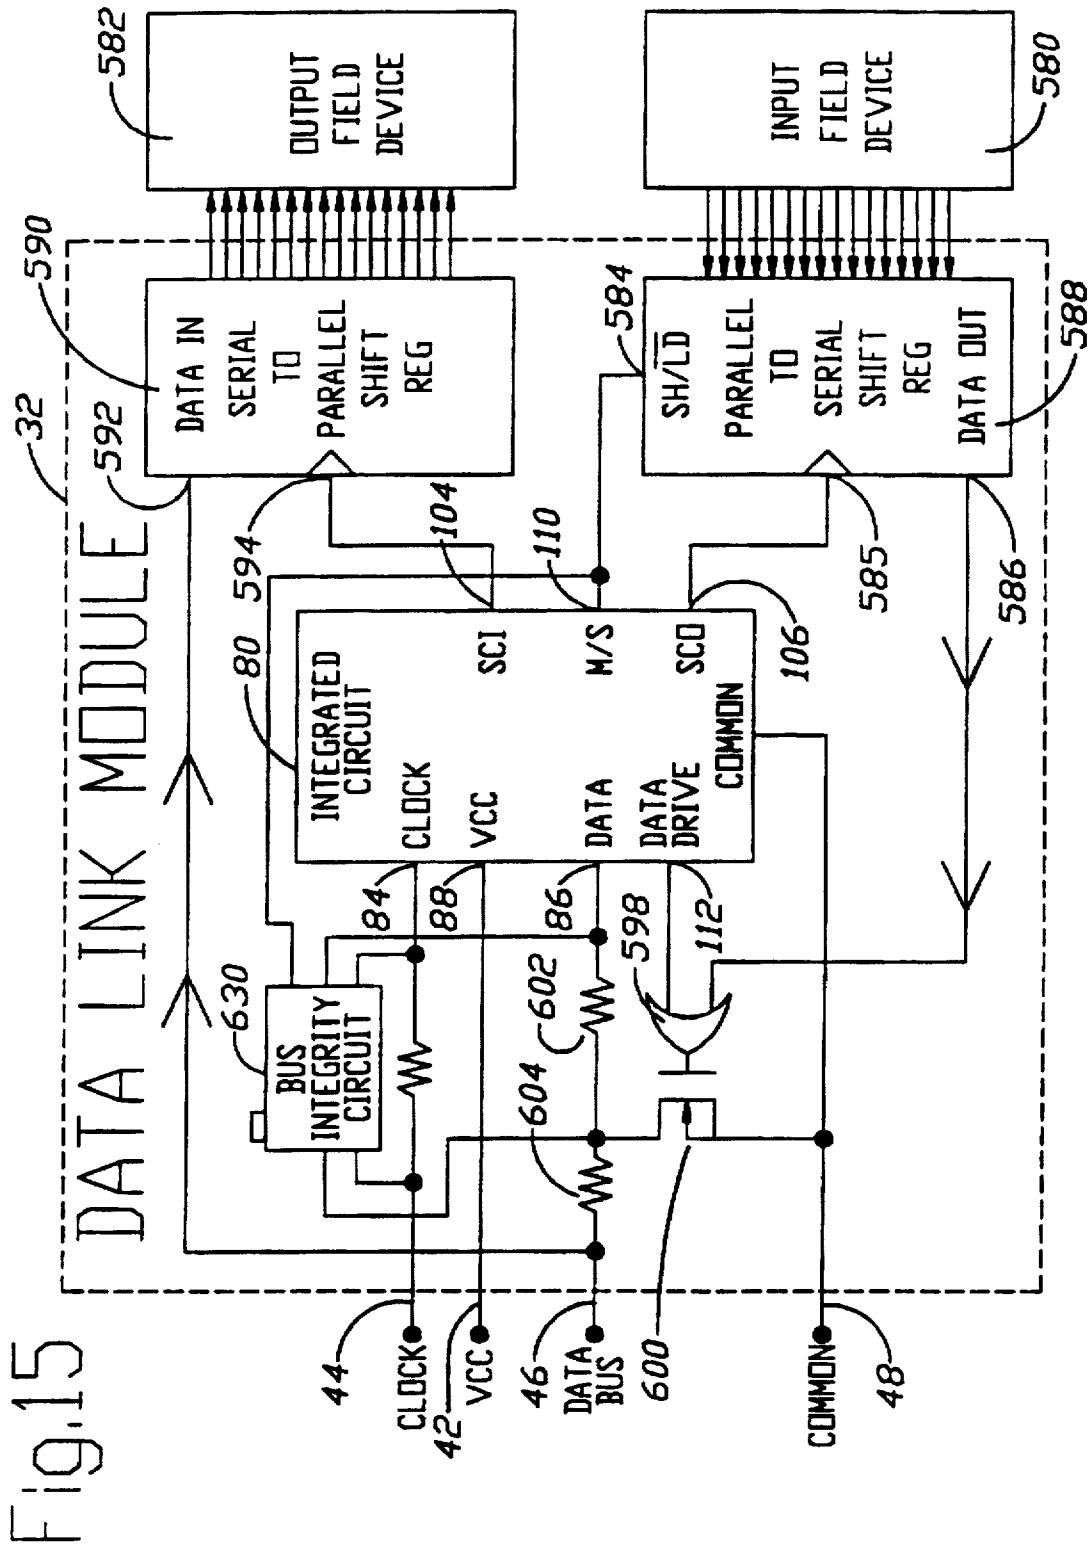 Fig.15
DATA LINK MODULE
32
590
582
592
DATA IN
SERIAL
TO
PARALLEL
SHIFT
REG
OUTPUT
FIELD
DEVICE
594
630
BUS
INTEGRITY
CIRCUIT
80
INTEGRATED
CIRCUIT
CLOCK
VCC
DATA
DATA
DRIVE
COMMON
SCI
M/S
SCO
84
88
86
112
104
110
106
44
CLOCK
42
VCC
46
DATA
BUS
604
602
598
600
COMMON
48
584
SH/LD
PARALLEL
TO
SERIAL
SHIFT
REG
DATA OUT
585
586
588
INPUT
FIELD
DEVICE
580